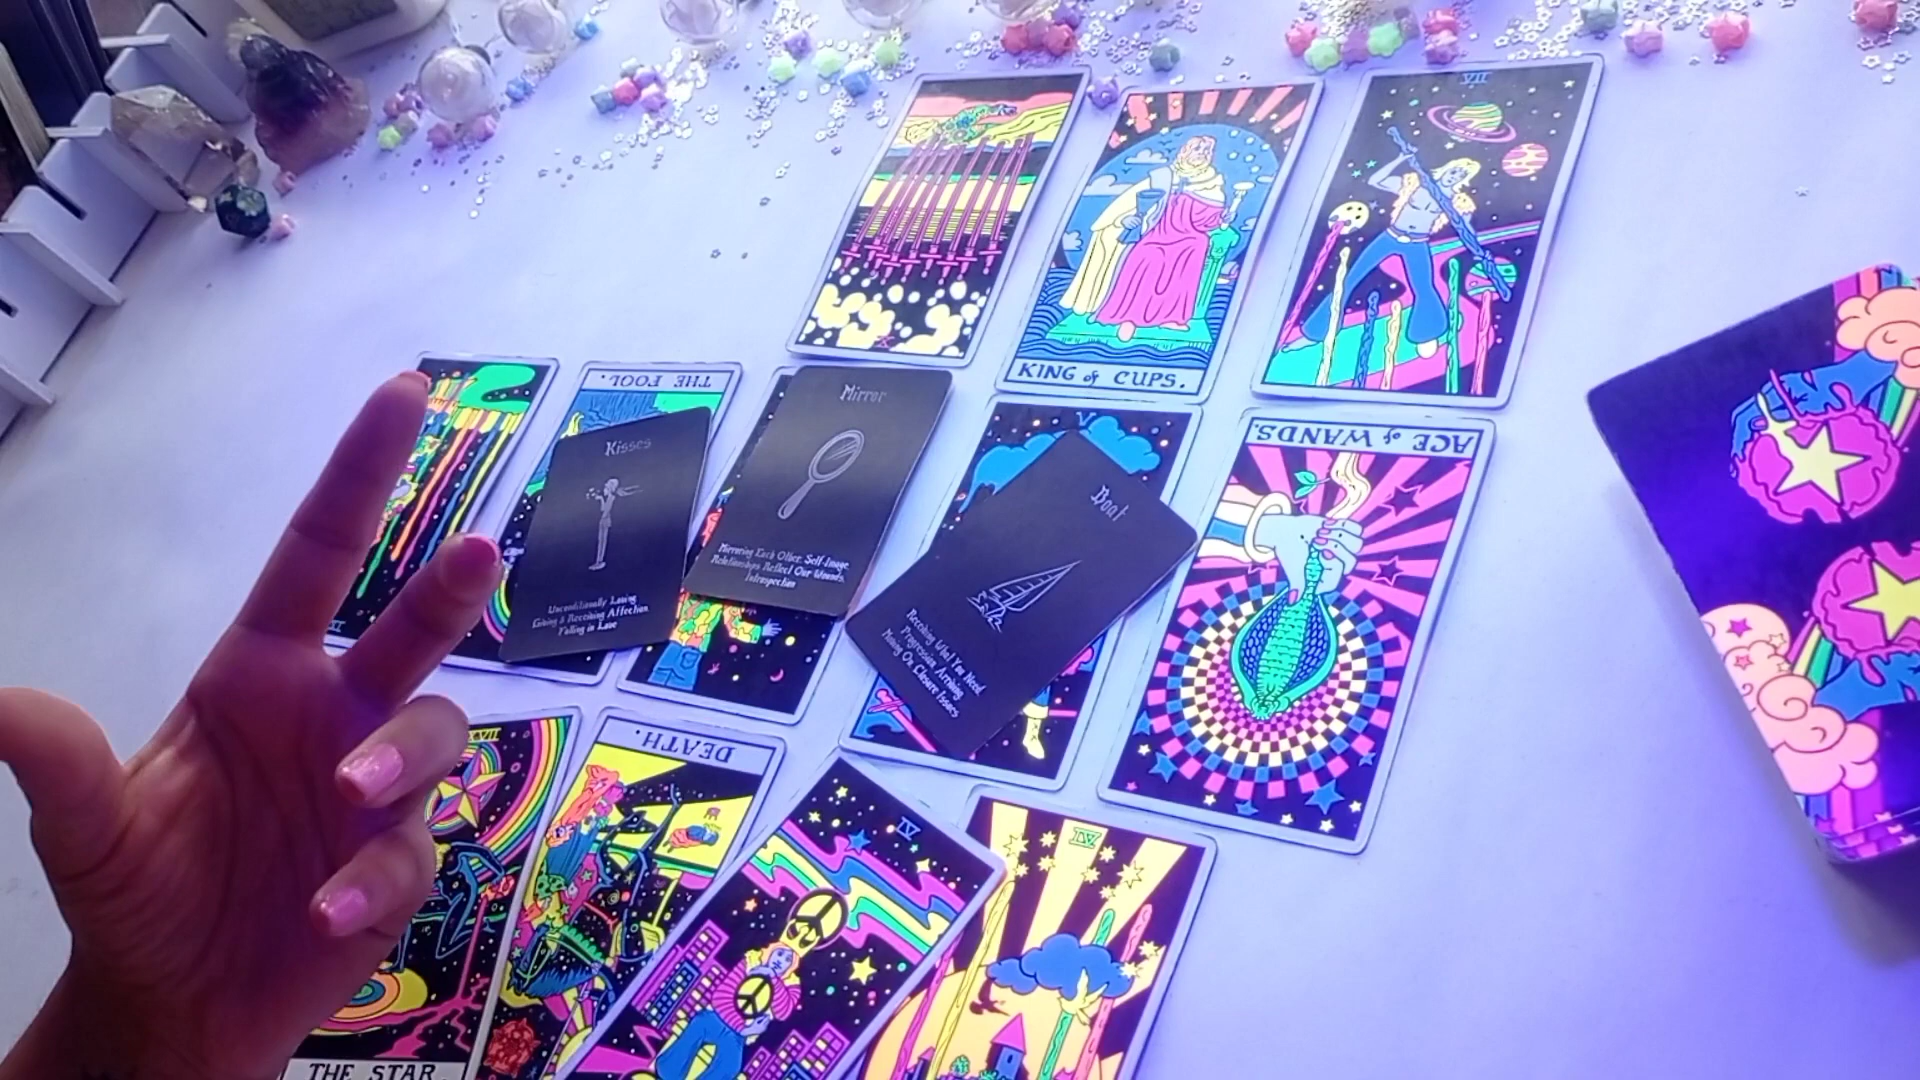 VII
X
KING of CUPS.
THE FOOL.
Kisses
Unconditionally Loving
Giving & Receiving Affection
Falling in Love
Mirror
Mirroring Each Other. Self-Image
Relationships Reflect Our Wounds.
Introspection
V
Boat
Receiving What You Need
Progression Arriving
Moving On Closure Issues
ACE of WANDS.
XVII
THE STAR.
DEATH.
IV
IV